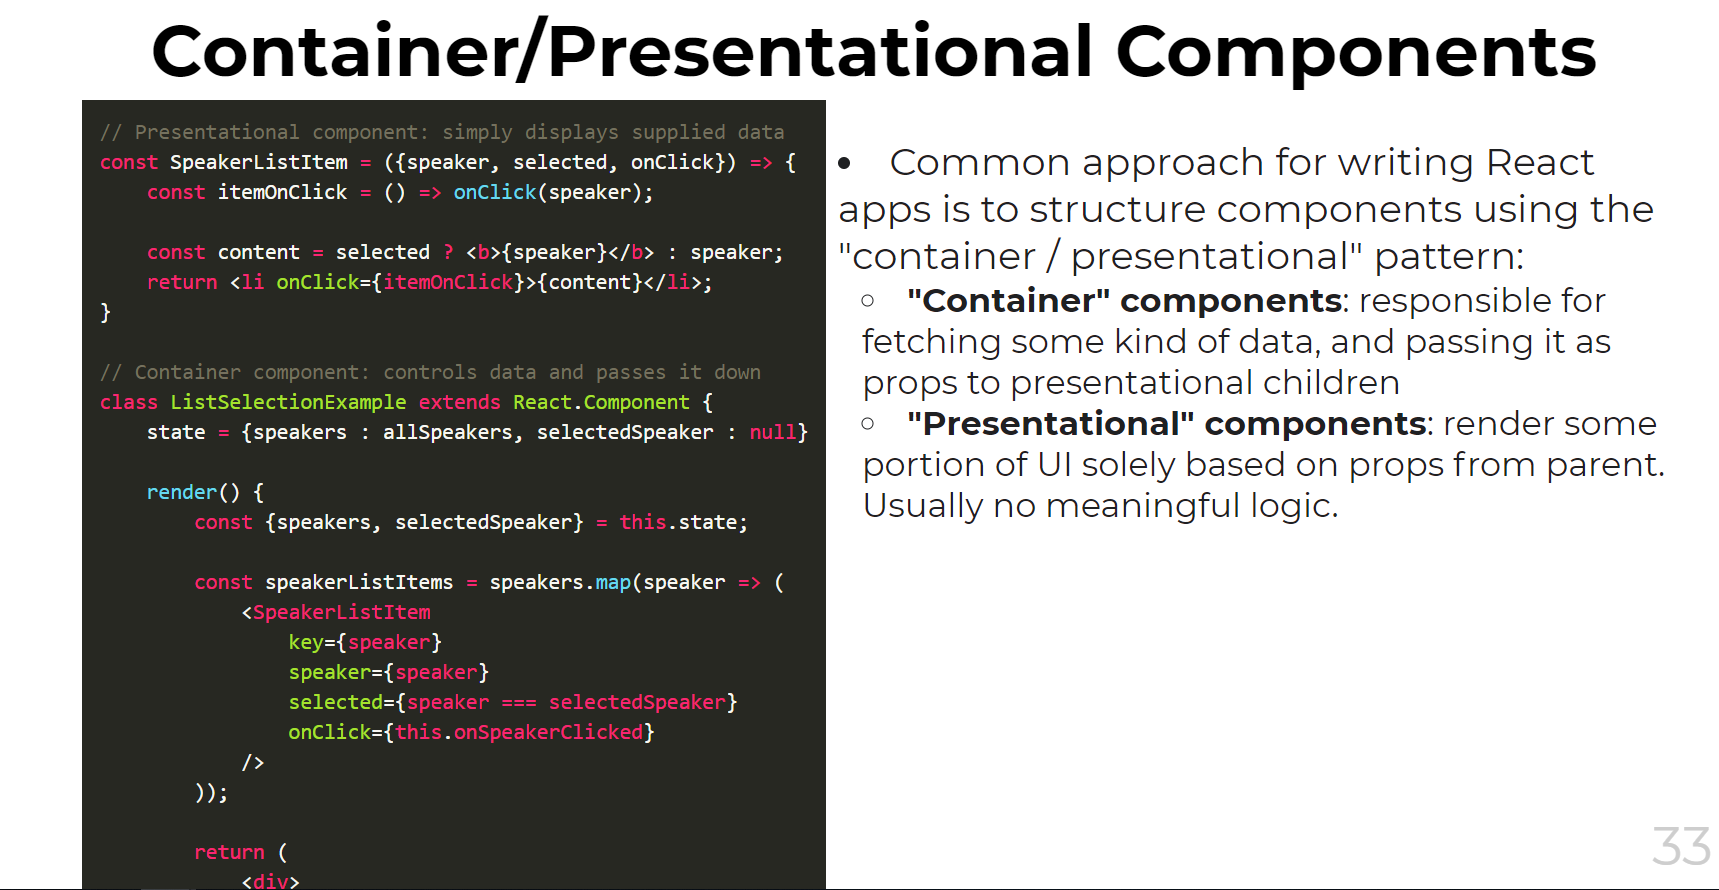 Container/Presentational Components
// Presentational component: simply displays supplied data
const SpeakerListItem = ({speaker, selected, onClick}) => {
    const itemOnClick = () => onClick(speaker);
    const content = selected ? <b>{speaker}</b> : speaker;
    return <li onClick={itemOnClick}>{content}</li>;
}
// Container component: controls data and passes it down
class ListSelectionExample extends React.Component {
    state = {speakers : allSpeakers, selectedSpeaker : null}
    render() {
        const {speakers, selectedSpeaker} = this.state;
        const speakerListItems = speakers.map(speaker => (
            <SpeakerListItem
                key={speaker}
                speaker={speaker}
                selected={speaker === selectedSpeaker}
                onClick={this.onSpeakerClicked}
            />
        ));
        return (
            <div>
• Common approach for writing React
apps is to structure components using the
"container / presentational" pattern:
○ "Container" components: responsible for
fetching some kind of data, and passing it as
props to presentational children
○ "Presentational" components: render some
portion of UI solely based on props from parent.
Usually no meaningful logic.
33